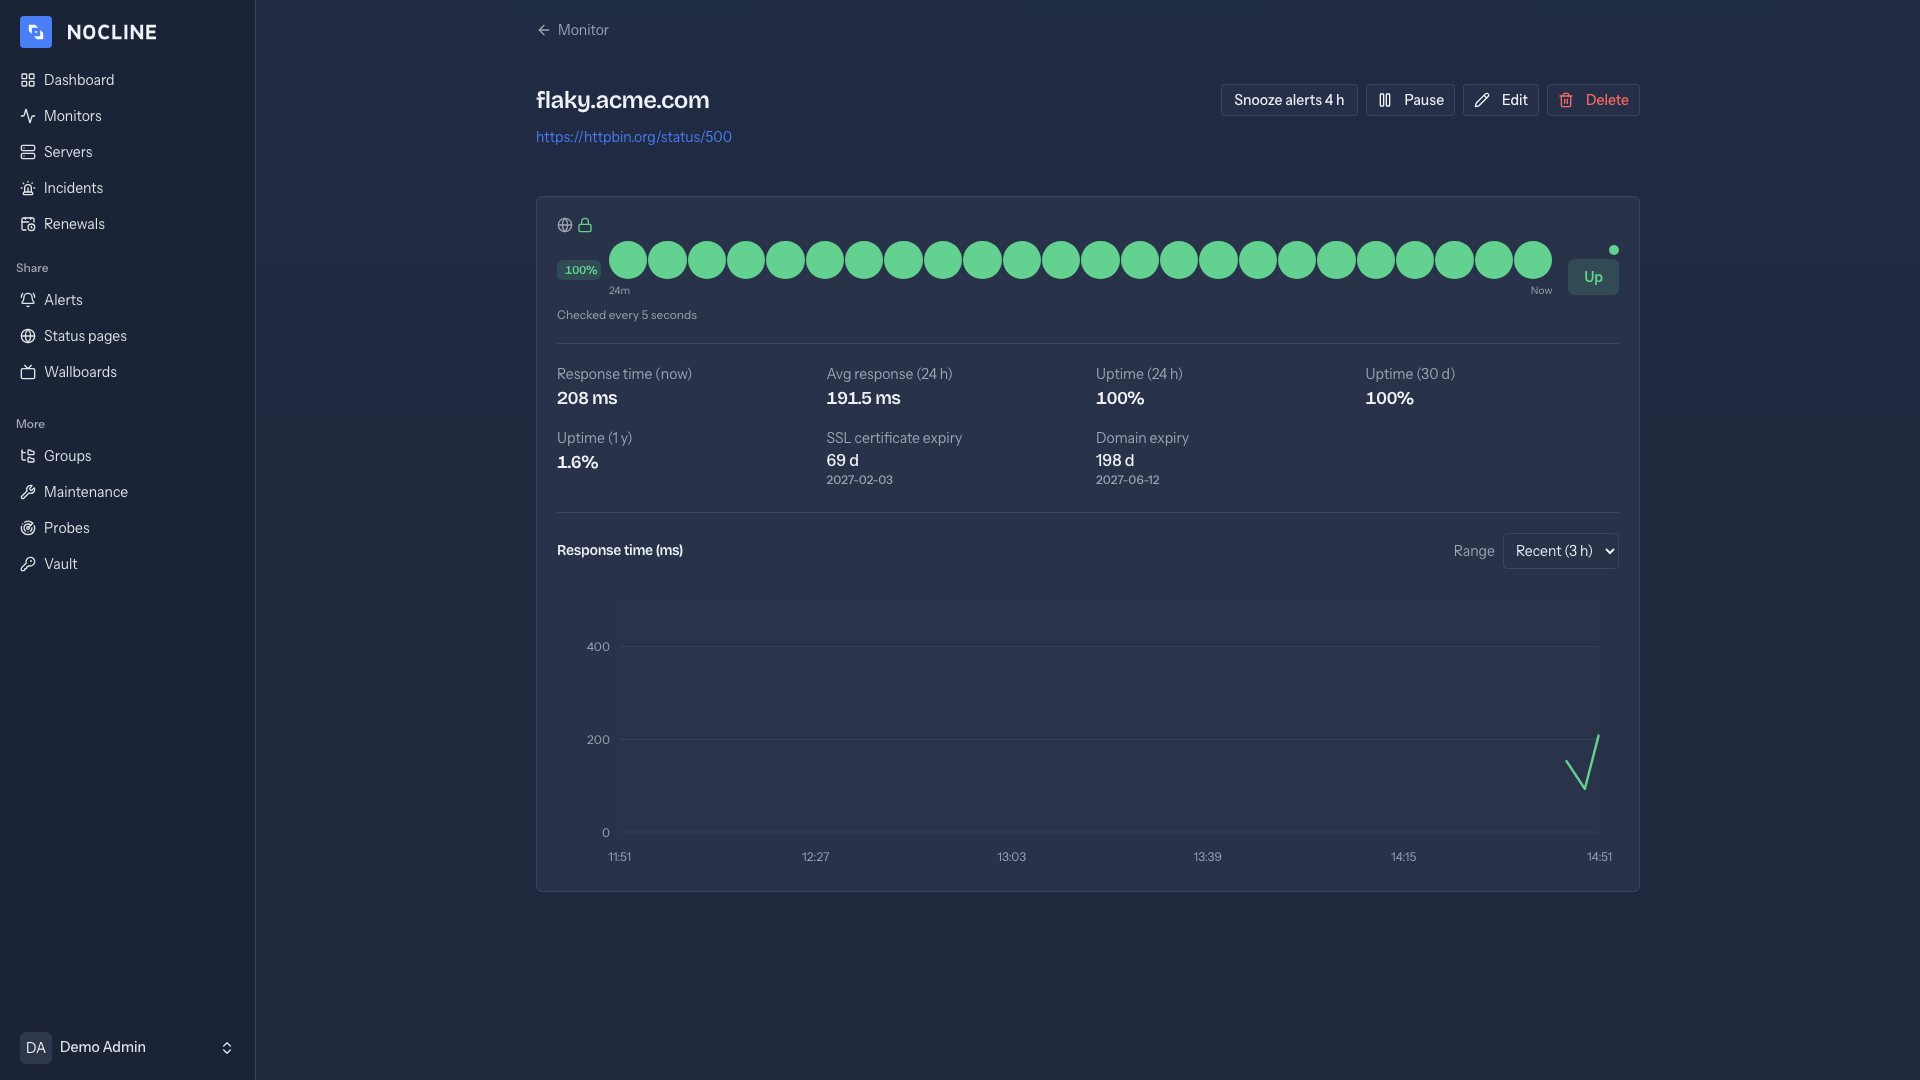 NOCLINE
Dashboard
Monitors
Servers
Incidents
Renewals
Share
Alerts
Status pages
Wallboards
More
Groups
Maintenance
Probes
Vault
DA Demo Admin
Monitor
flaky.acme.com
Snooze alerts 4 h Pause Edit Delete
https://httpbin.org/status/500
100%
24m Now
Up
Checked every 5 seconds
Response time (now) Avg response (24 h) Uptime (24 h) Uptime (30 d)
208 ms 191.5 ms 100% 100%
Uptime (1 y) SSL certificate expiry Domain expiry
1.6% 69 d 198 d
2027-02-03 2027-06-12
Response time (ms) Range Recent (3 h)
400
200
0
11:51 12:27 13:03 13:39 14:15 14:51